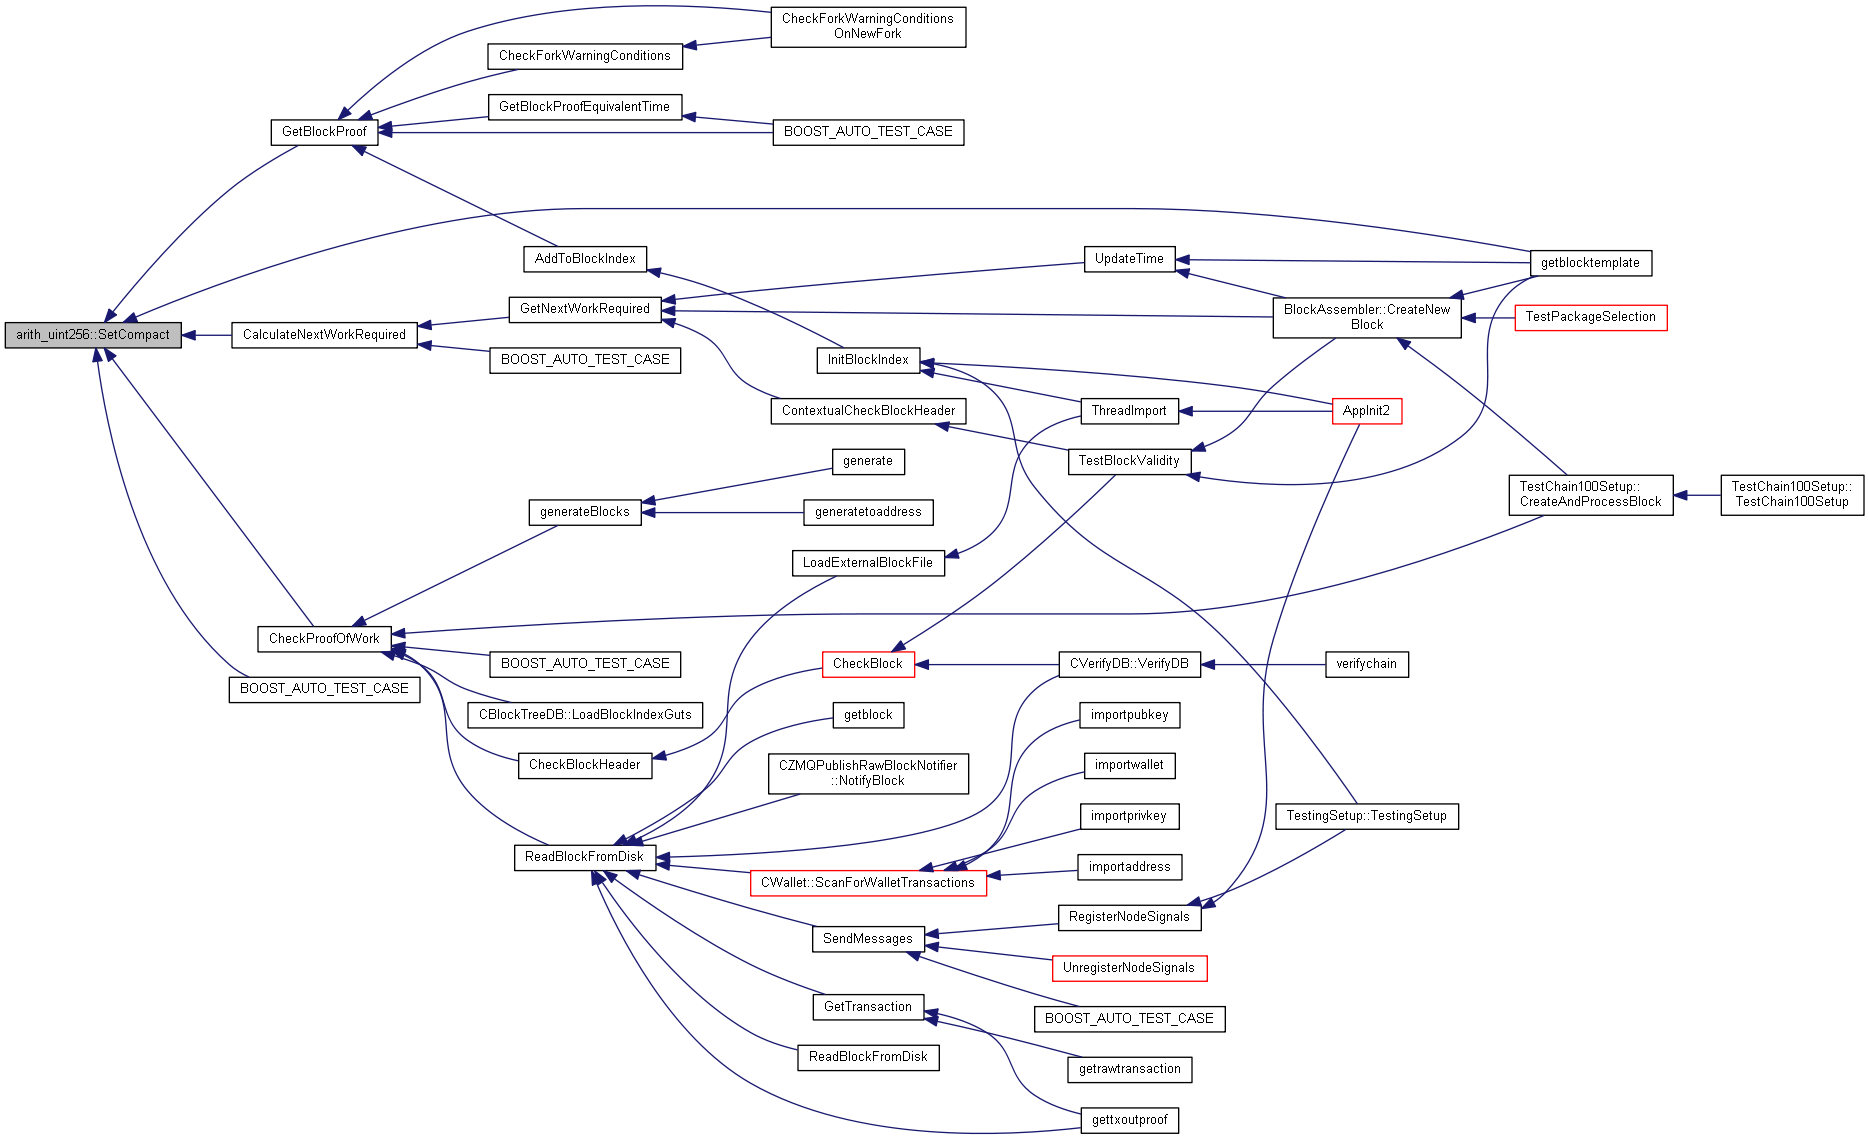 CheckForkWarningConditions
OnNewFork
CheckForkWarningConditions
GetBlockProofEquivalentTime
GetBlockProof
BOOST_AUTO_TEST_CASE
AddToBlockIndex
UpdateTime
getblocktemplate
GetNextWorkRequired
BlockAssembler::CreateNew
Block
TestPackageSelection
arith_uint256::SetCompact
CalculateNextWorkRequired
BOOST_AUTO_TEST_CASE
InitBlockIndex
ContextualCheckBlockHeader
ThreadImport
AppInit2
generate
TestBlockValidity
TestChain100Setup::
CreateAndProcessBlock
TestChain100Setup::
TestChain100Setup
generateBlocks
generatetoaddress
LoadExternalBlockFile
CheckProofOfWork
BOOST_AUTO_TEST_CASE
CheckBlock
CVerifyDB::VerifyDB
verifychain
BOOST_AUTO_TEST_CASE
CBlockTreeDB::LoadBlockIndexGuts
getblock
importpubkey
CheckBlockHeader
CZMQPublishRawBlockNotifier
::NotifyBlock
importwallet
importprivkey
TestingSetup::TestingSetup
ReadBlockFromDisk
CWallet::ScanForWalletTransactions
importaddress
SendMessages
RegisterNodeSignals
UnregisterNodeSignals
GetTransaction
BOOST_AUTO_TEST_CASE
ReadBlockFromDisk
getrawtransaction
gettxoutproof